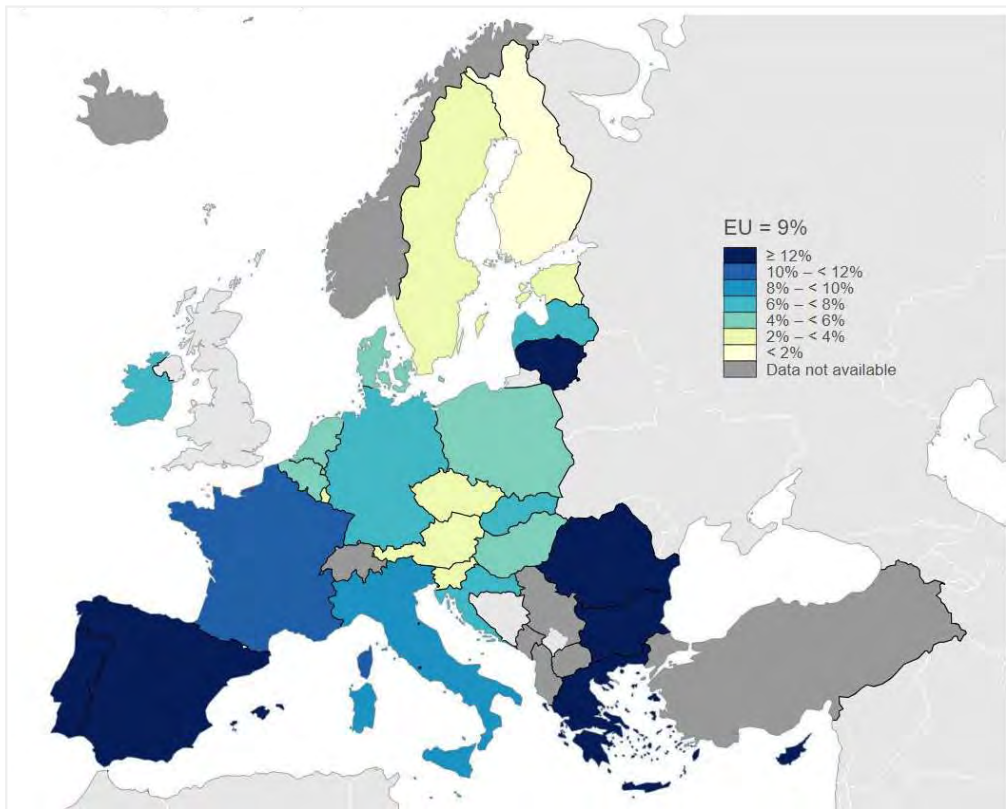 EU = 9%
≥ 12%
10% – < 12%
8% – < 10%
6% – < 8%
4% – < 6%
2% – < 4%
< 2%
Data not available